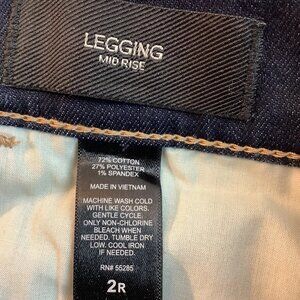 LEGGING
MID RISE
72% COTTON
27% POLYESTER
1% SPANDEX
MADE IN VIETNAM
MACHINE WASH COLD
WITH LIKE COLORS.
GENTLE CYCLE.
ONLY NON-CHLORINE
BLEACH WHEN
NEEDED. TUMBLE DRY
LOW. COOL IRON
IF NEEDED.
RN# 55285
2R